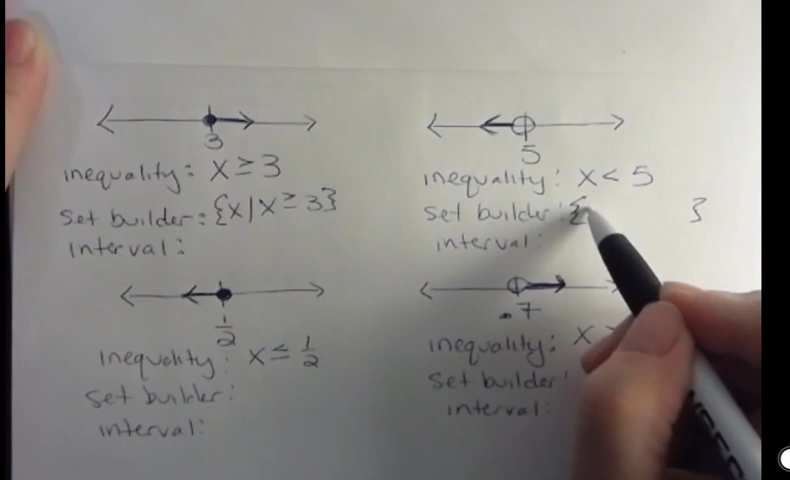 3
inequality: x ≥ 3
Set builder: {x | x ≥ 3}
interval:
5
inequality: x < 5
Set builder: { }
interval:
1/2
inequality: x ≤ 1/2
Set builder:
interval:
.7
inequality: x
Set builder:
interval: